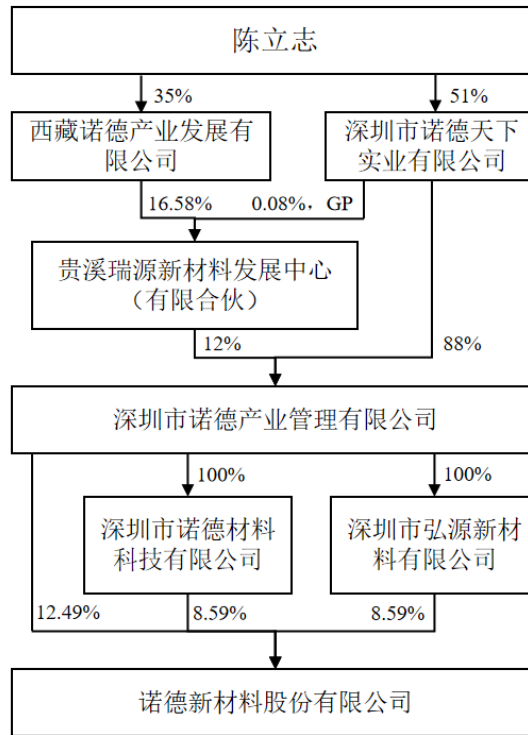 陈立志
35%
51%
西藏诺德产业发展有
限公司
深圳市诺德天下
实业有限公司
16.58%
0.08%，GP
贵溪瑞源新材料发展中心
（有限合伙）
12%
88%
深圳市诺德产业管理有限公司
100%
100%
深圳市诺德材料
科技有限公司
深圳市弘源新材
料有限公司
12.49%
8.59%
8.59%
诺德新材料股份有限公司